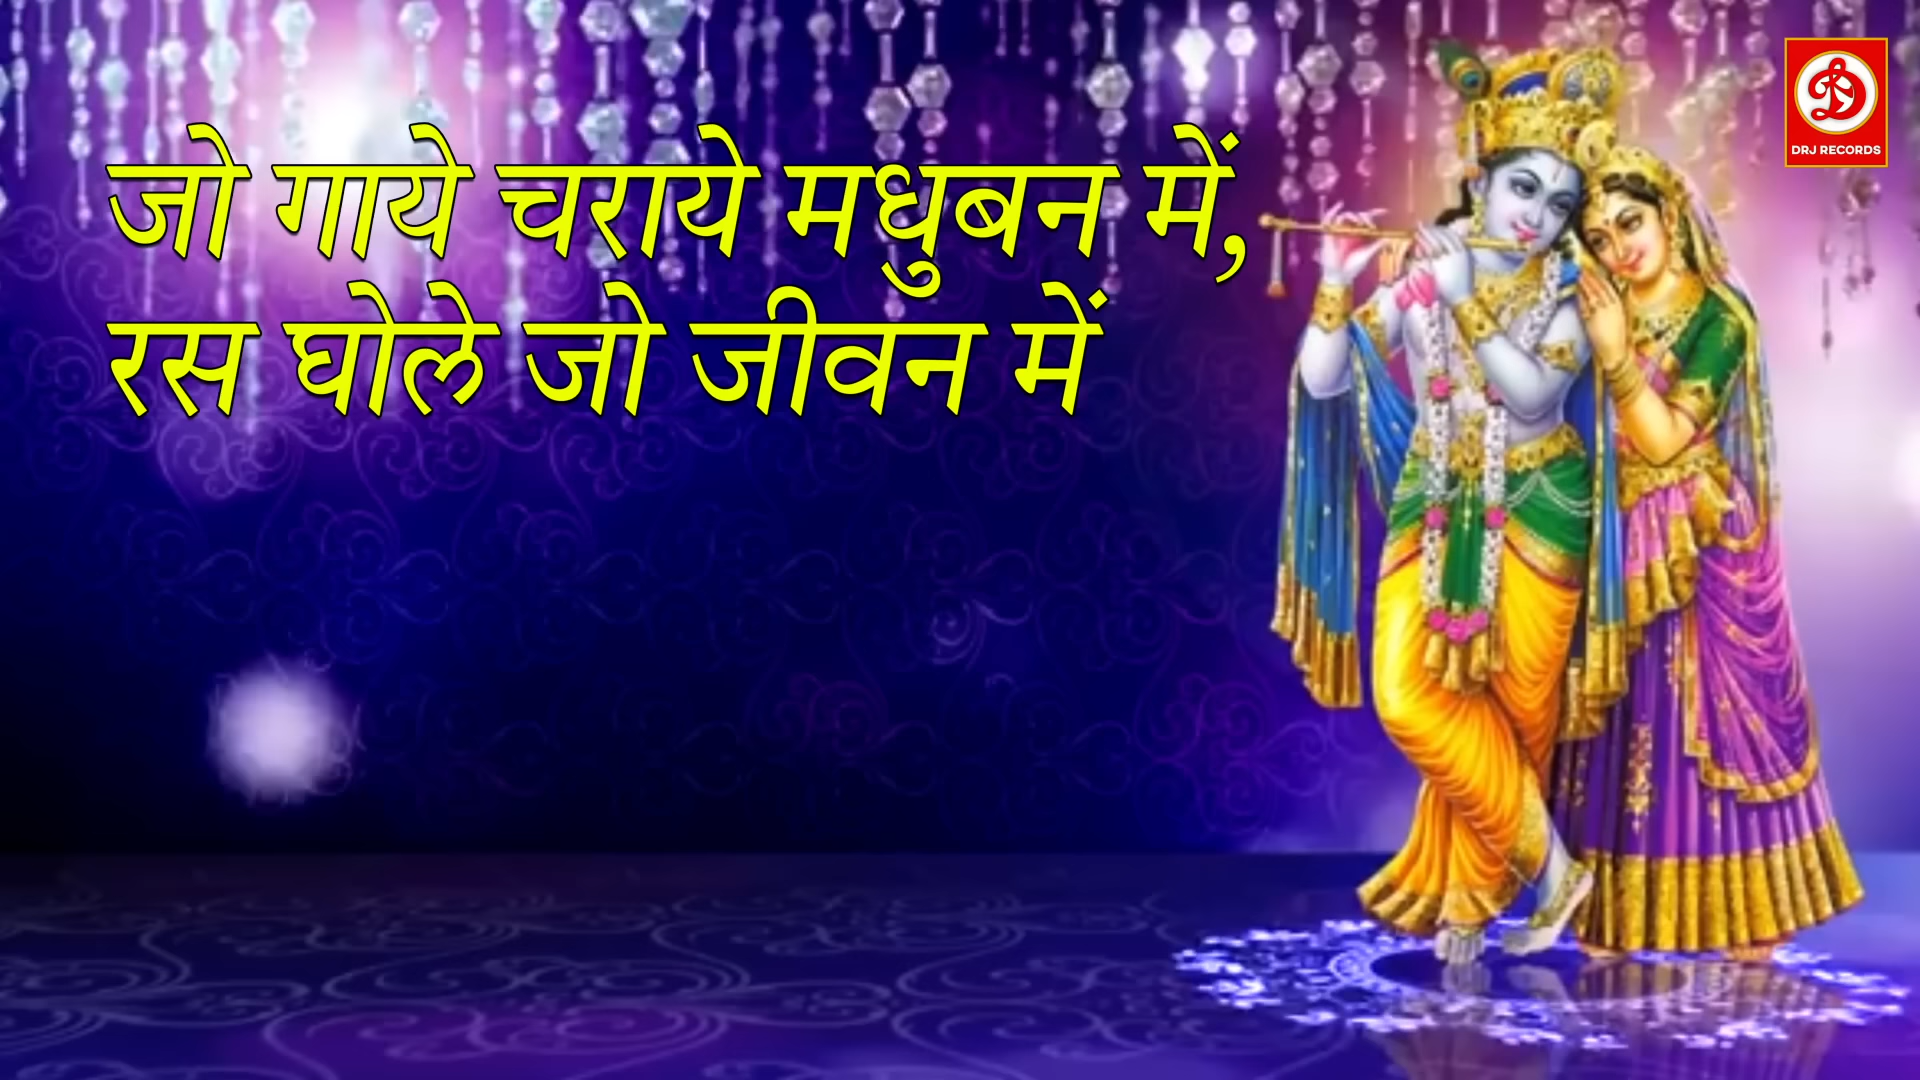 जो गाये चराये मधुबन में,
रस घोले जो जीवन में
DRJ RECORDS